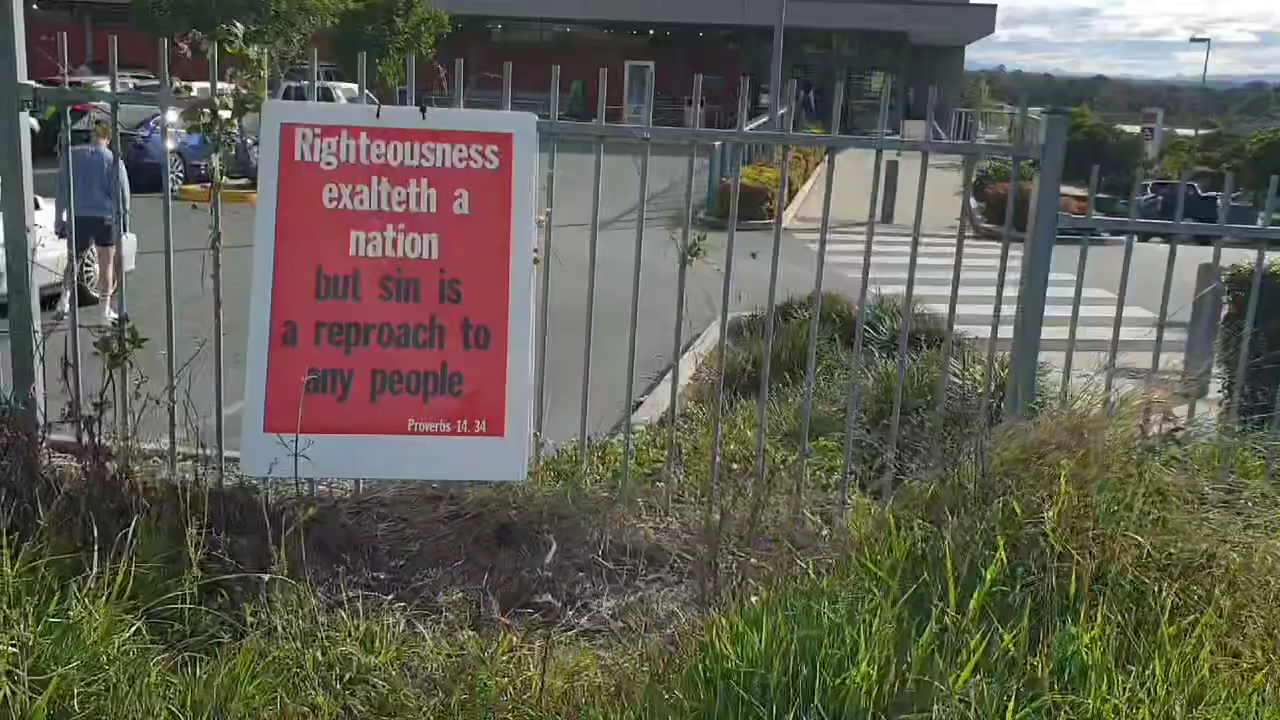 Righteousness
exalteth a
nation
but sin is
a reproach to
any people
Proverbs 14. 34